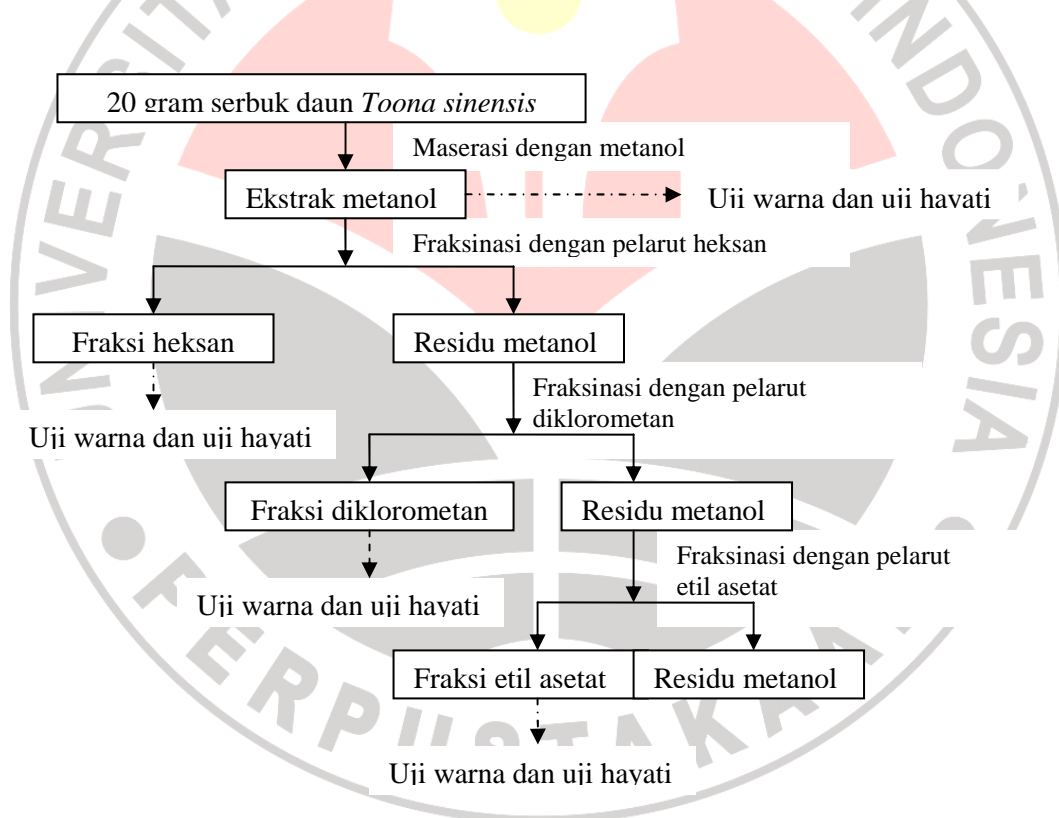 20 gram serbuk daun Toona sinensis
Maserasi dengan metanol
Ekstrak metanol
Uji warna dan uji hayati
Fraksinasi dengan pelarut heksan
Fraksi heksan
Residu metanol
Uji warna dan uji hayati
Fraksinasi dengan pelarut
diklorometan
Fraksi diklorometan
Residu metanol
Uji warna dan uji hayati
Fraksinasi dengan pelarut
etil asetat
Fraksi etil asetat
Residu metanol
Uji warna dan uji hayati
PERPUSTAKA